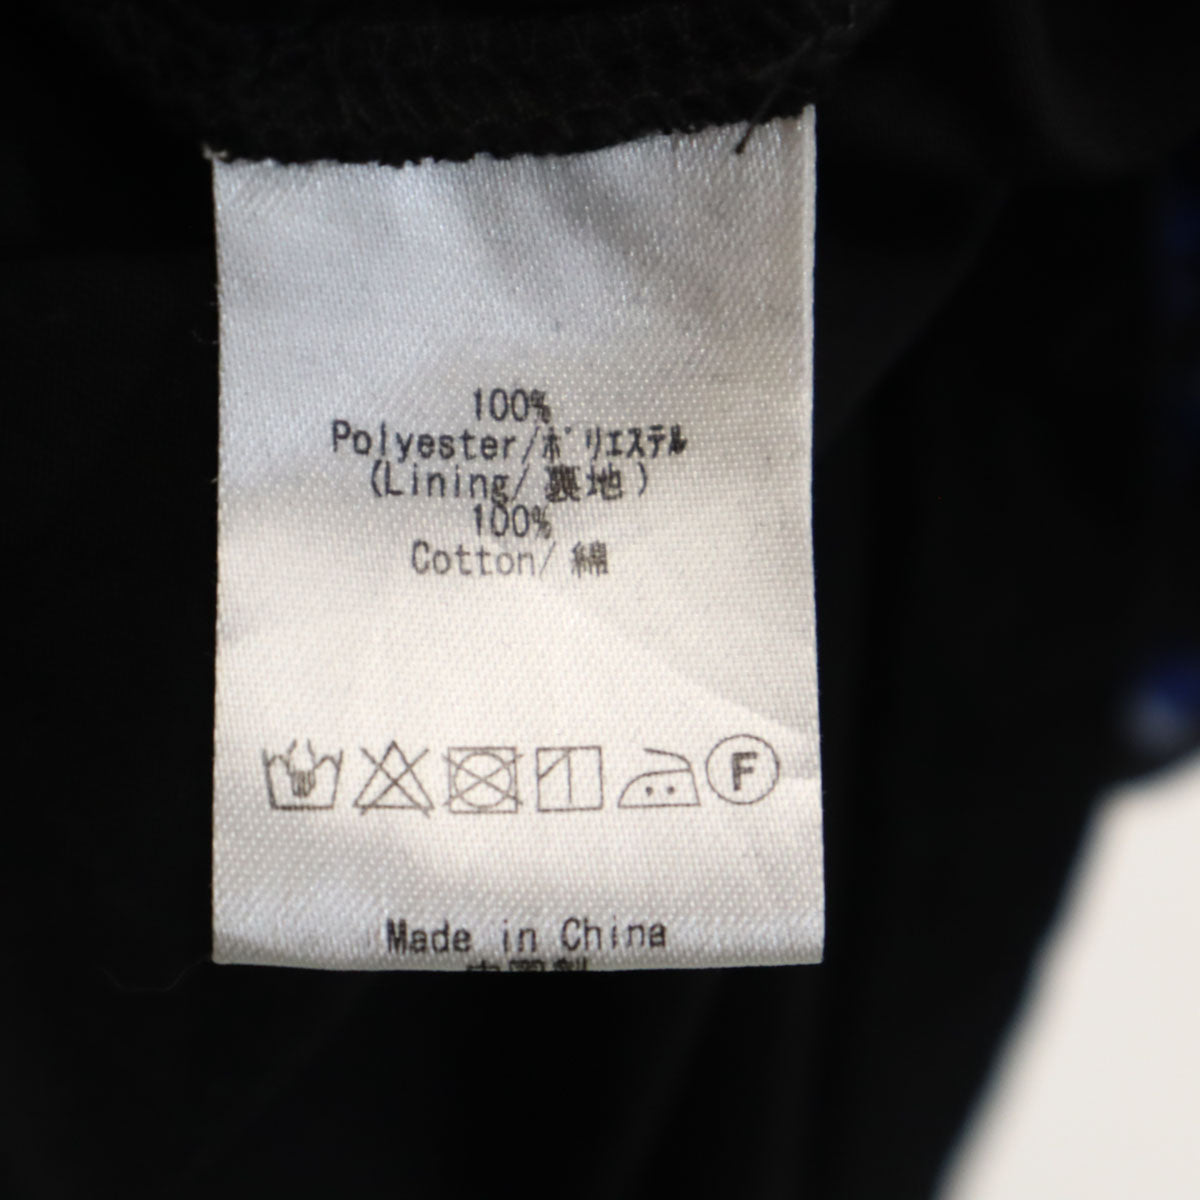 100%
Polyester/ポリエステル
(Lining/ 裏地 )
100%
Cotton/ 綿
F
Made in China